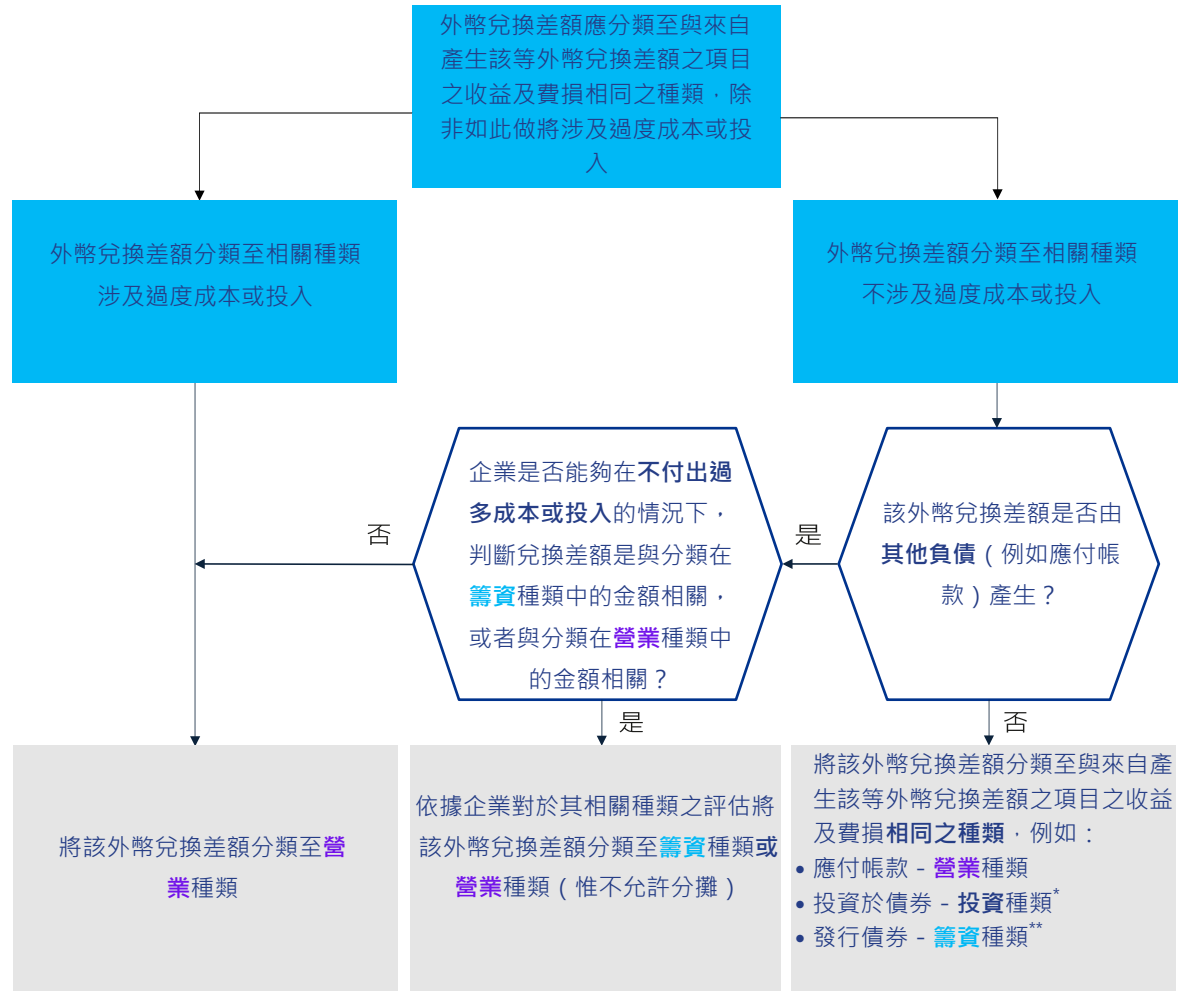 外幣兌換差額應分類至與來自
產生該等外幣兌換差額之項目
之收益及費損相同之種類，除
非如此做將涉及過度成本或投
入
外幣兌換差額分類至相關種類
涉及過度成本或投入
外幣兌換差額分類至相關種類
不涉及過度成本或投入
企業是否能夠在不付出過
多成本或投入的情況下，
判斷兌換差額是與分類在
籌資種類中的金額相關，
或者與分類在營業種類中
的金額相關？
否
是
該外幣兌換差額是否由
其他負債（例如應付帳
款）產生？
是
否
將該外幣兌換差額分類至營
業種類
依據企業對於其相關種類之評估將
該外幣兌換差額分類至籌資種類或
營業種類（惟不允許分攤）
將該外幣兌換差額分類至與來自產
生該等外幣兌換差額之項目之收益
及費損相同之種類，例如：
• 應付帳款 - 營業種類
• 投資於債券 - 投資種類*
• 發行債券 - 籌資種類**